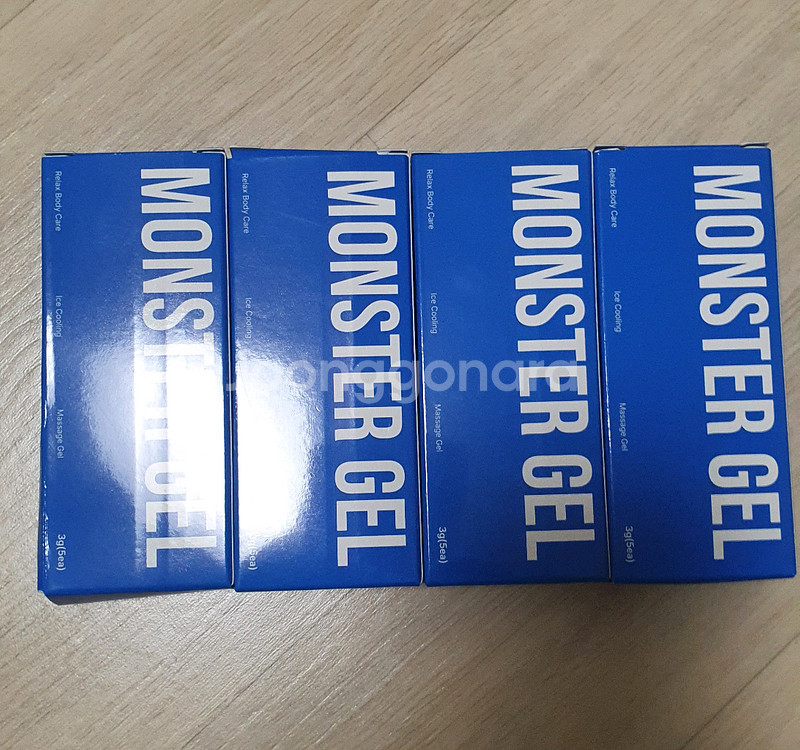 MONSTER GEL
Relax Body Care
Ice Cooling
Massage Gel
3g(5ea)
MONSTER GEL
Relax Body Care
Ice Cooling
5ea)
MONSTER GEL
Relax Body Care
Ice Cooling
Massage Gel
3g(5ea)
MONSTER GEL
Relax Body Care
Ice Cooling
Massage Gel
3g(5ea)
Joonggonara